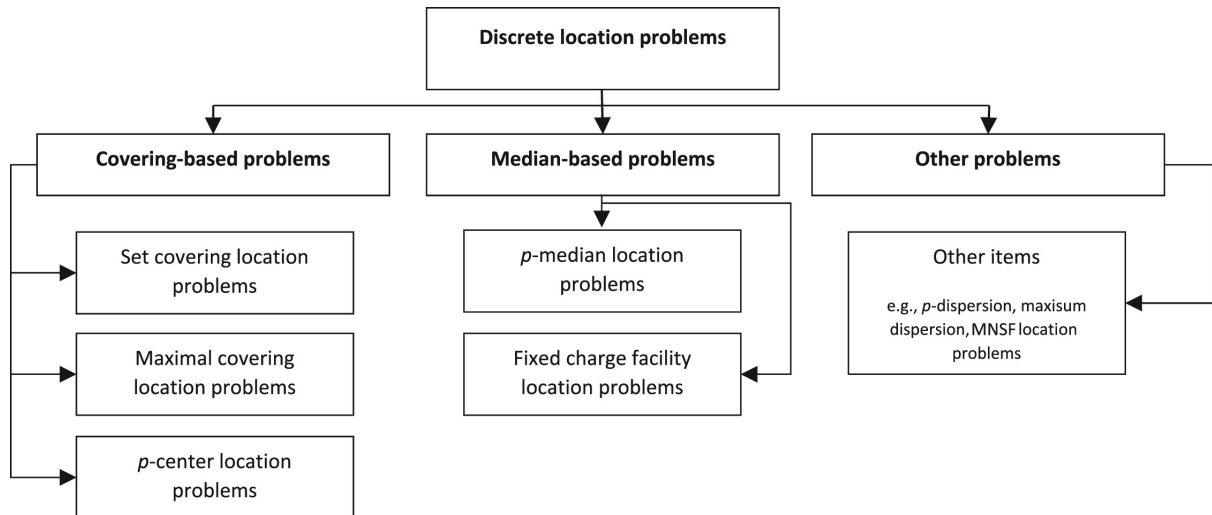 Discrete location problems
Covering-based problems
Median-based problems
Other problems
Set covering location
problems
Maximal covering
location problems
p-center location
problems
p-median location
problems
Fixed charge facility
location problems
Other items
e.g., p-dispersion, maxisum
dispersion, MNSF location
problems